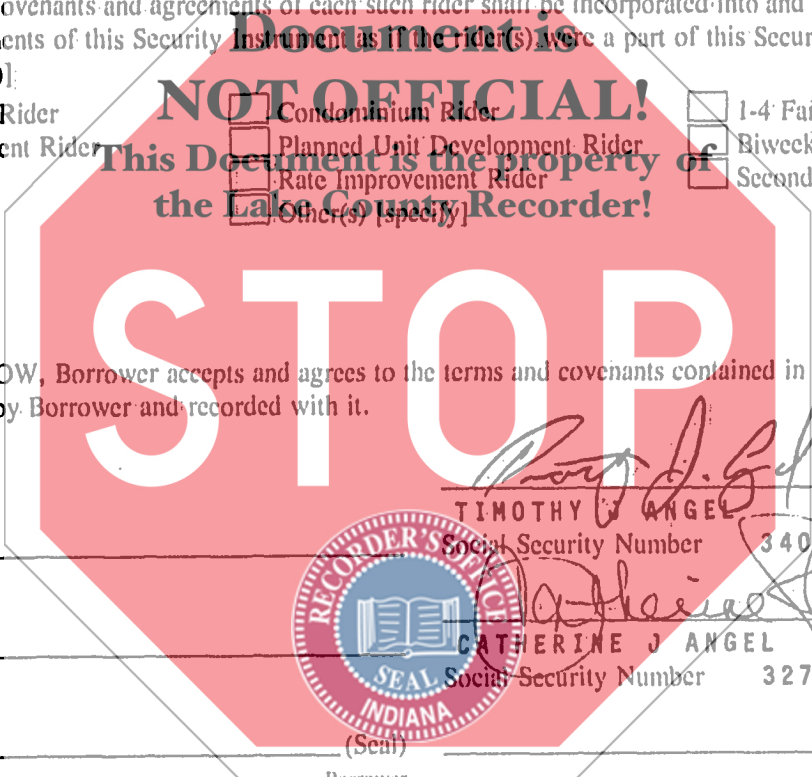 ovenants and agreements of each such rider shall be incorporated into and
ents of this Security Instrument as if the rider(s) were a part of this Secur
Document is
NOT OFFICIAL!
This Document is the property of
the Lake County Recorder!
]
Rider
Condominium Rider
1-4 Fa
ent Rider
Planned Unit Development Rider
Biweek
Rate Improvement Rider
Second
Other(s) [specify]
STOP
OW, Borrower accepts and agrees to the terms and covenants contained in
by Borrower and recorded with it.
TIMOTHY J ANGEL
Social Security Number 340
CATHERINE J ANGEL
Social Security Number 327
RECORDER'S OFFICE
SEAL
INDIANA
(Seal)
Borrower